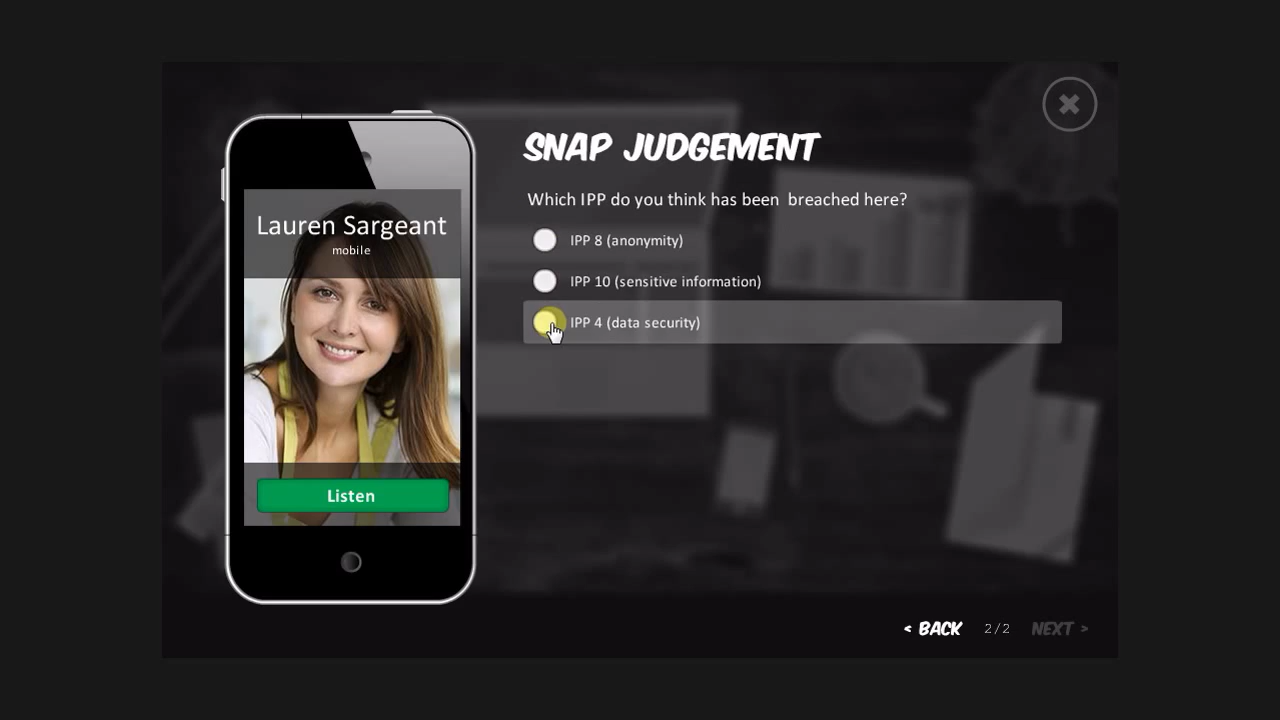 Lauren Sargeant
mobile
Listen
SNAP JUDGEMENT
Which IPP do you think has been breached here?
IPP 8 (anonymity)
IPP 10 (sensitive information)
IPP 4 (data security)
< BACK 2/2 NEXT >